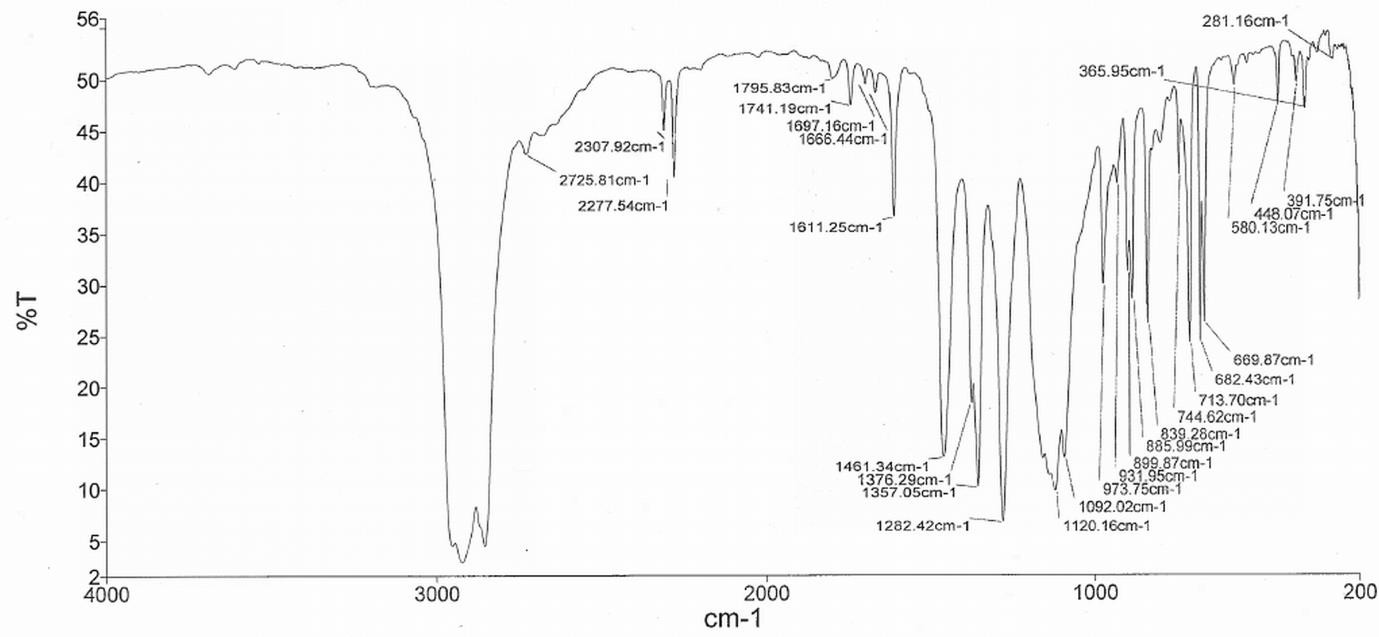 56
50
45
40
35
30
25
20
15
10
5
2
%T
4000
3000
2000
1000
200
cm-1
281.16cm-1
365.95cm-1
1795.83cm-1
1741.19cm-1
1697.16cm-1
1666.44cm-1
2307.92cm-1
2725.81cm-1
2277.54cm-1
391.75cm-1
448.07cm-1
580.13cm-1
1611.25cm-1
669.87cm-1
682.43cm-1
713.70cm-1
744.62cm-1
839.28cm-1
885.99cm-1
899.87cm-1
931.95cm-1
973.75cm-1
1092.02cm-1
1120.16cm-1
1461.34cm-1
1376.29cm-1
1357.05cm-1
1282.42cm-1